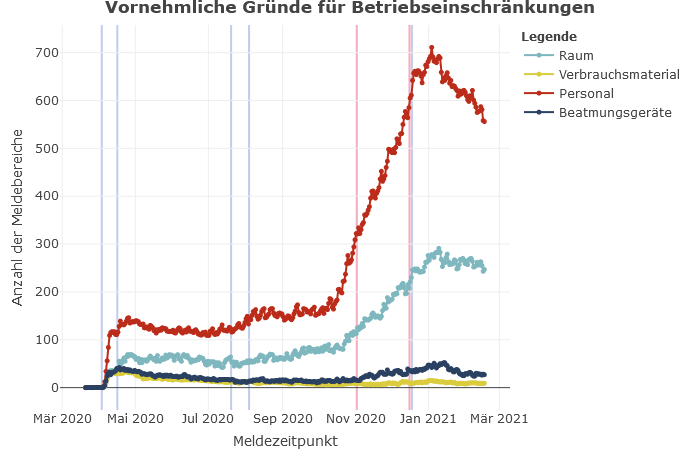 Vornehmliche Gründe für Betriebseinschränkungen
Legende
Raum
Verbrauchsmaterial
Personal
Beatmungsgeräte
Anzahl der Meldebereiche
700
600
500
400
300
200
100
0
Mär 2020
Mai 2020
Jul 2020
Sep 2020
Nov 2020
Jan 2021
Mär 2021
Meldezeitpunkt